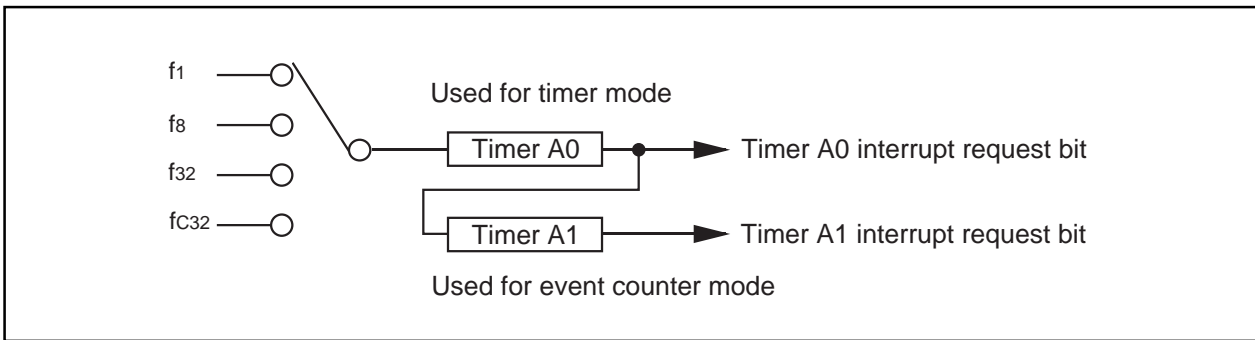 f1
Used for timer mode
f8
Timer A0
Timer A0 interrupt request bit
f32
fC32
Timer A1
Timer A1 interrupt request bit
Used for event counter mode